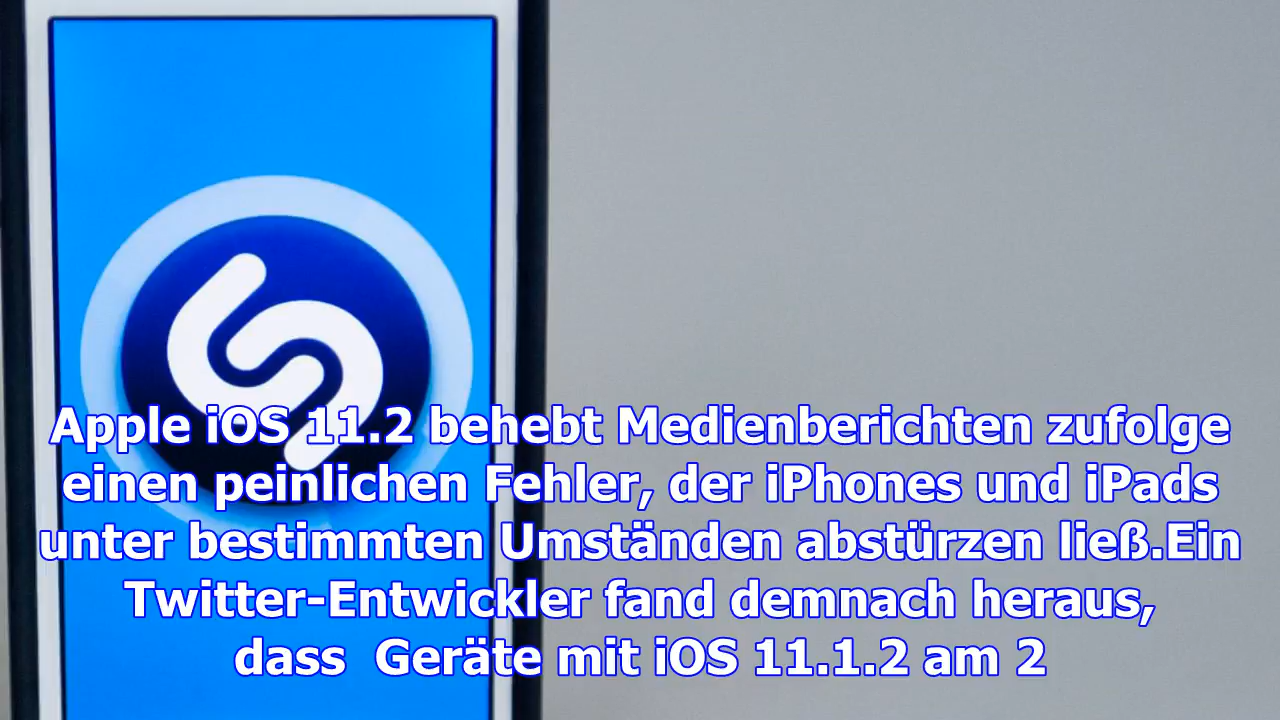 Apple iOS 11.2 behebt Medienberichten zufolge
einen peinlichen Fehler, der iPhones und iPads
unter bestimmten Umständen abstürzen ließ.Ein
Twitter-Entwickler fand demnach heraus,
dass  Geräte mit iOS 11.1.2 am 2